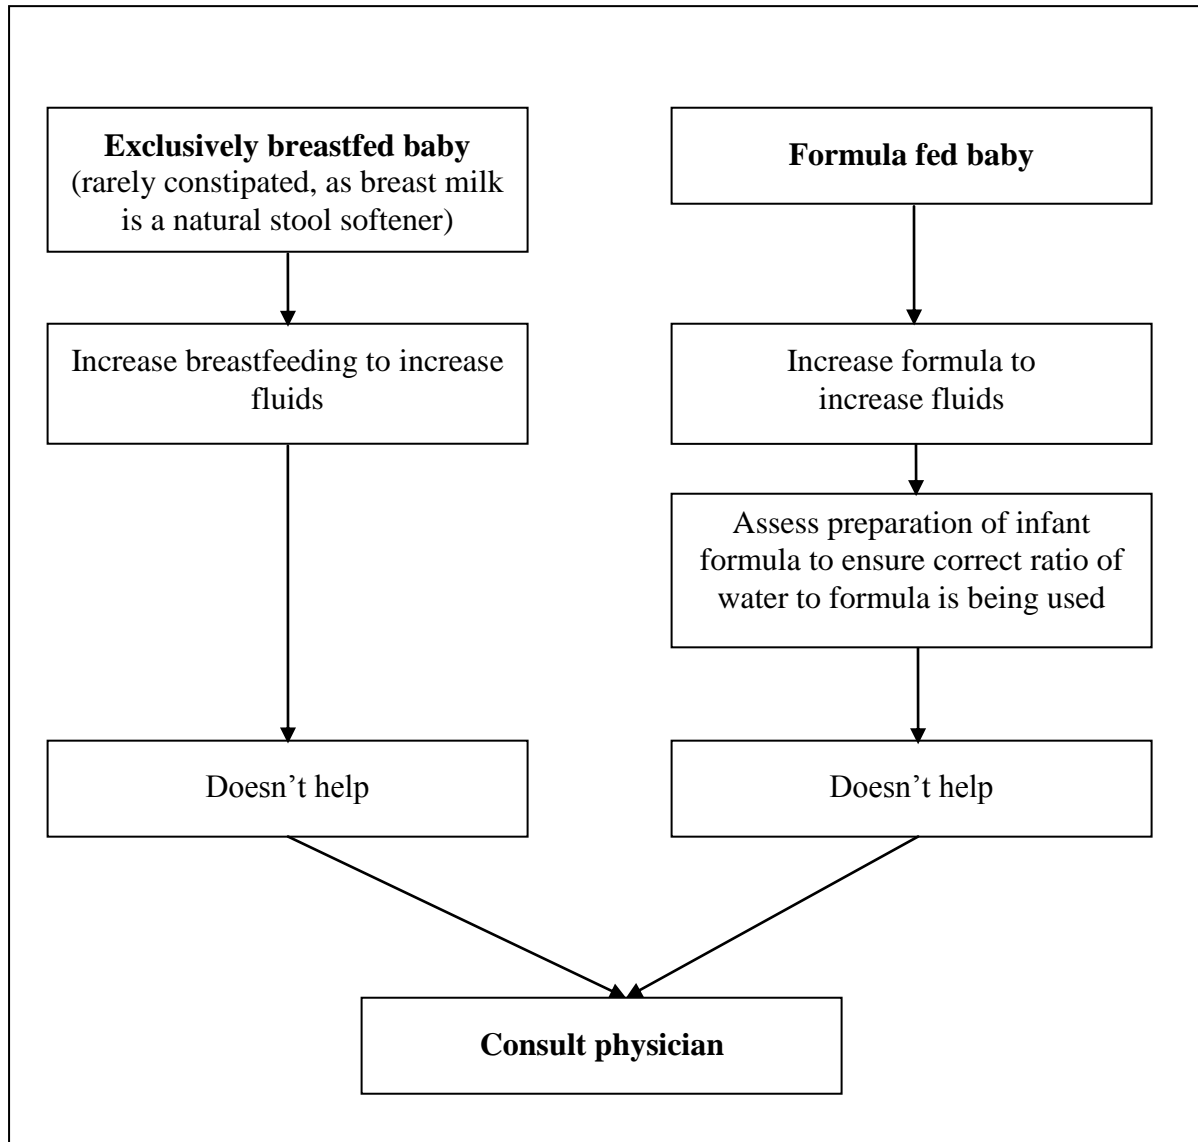 Exclusively breastfed baby
(rarely constipated, as breast milk
is a natural stool softener)
Formula fed baby
Increase breastfeeding to increase
fluids
Increase formula to
increase fluids
Assess preparation of infant
formula to ensure correct ratio of
water to formula is being used
Doesn’t help
Doesn’t help
Consult physician